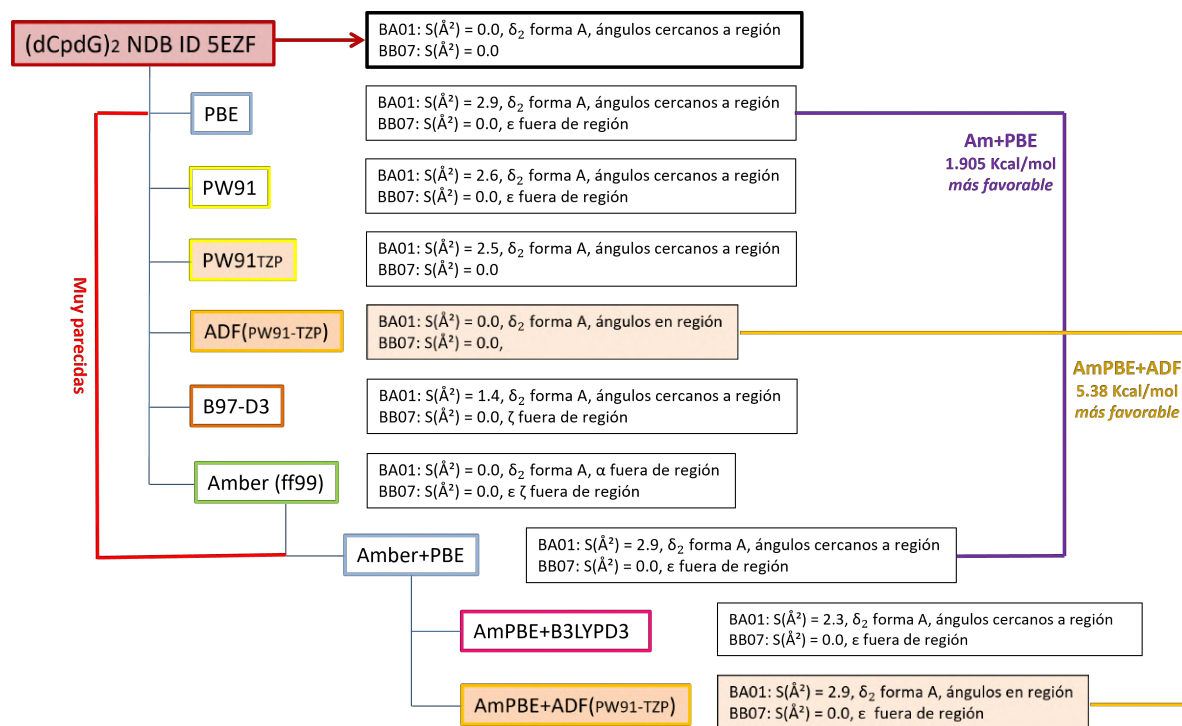 (dCpdG)2 NDB ID 5EZF
BA01: S(Å²) = 0.0, δ₂ forma A, ángulos cercanos a región
BB07: S(Å²) = 0.0
PBE
BA01: S(Å²) = 2.9, δ₂ forma A, ángulos cercanos a región
BB07: S(Å²) = 0.0, ε fuera de región
Am+PBE
1.905 Kcal/mol
más favorable
PW91
BA01: S(Å²) = 2.6, δ₂ forma A, ángulos cercanos a región
BB07: S(Å²) = 0.0, ε fuera de región
PW91TZP
BA01: S(Å²) = 2.5, δ₂ forma A, ángulos cercanos a región
BB07: S(Å²) = 0.0
Muy parecidas
ADF(PW91-TZP)
BA01: S(Å²) = 0.0, δ₂ forma A, ángulos en región
BB07: S(Å²) = 0.0,
AmPBE+ADF
5.38 Kcal/mol
más favorable
B97-D3
BA01: S(Å²) = 1.4, δ₂ forma A, ángulos cercanos a región
BB07: S(Å²) = 0.0, ζ fuera de región
Amber (ff99)
BA01: S(Å²) = 0.0, δ₂ forma A, α fuera de región
BB07: S(Å²) = 0.0, ε ζ fuera de región
Amber+PBE
BA01: S(Å²) = 2.9, δ₂ forma A, ángulos cercanos a región
BB07: S(Å²) = 0.0, ε fuera de región
AmPBE+B3LYPD3
BA01: S(Å²) = 2.3, δ₂ forma A, ángulos cercanos a región
BB07: S(Å²) = 0.0, ε fuera de región
AmPBE+ADF(PW91-TZP)
BA01: S(Å²) = 2.9, δ₂ forma A, ángulos en región
BB07: S(Å²) = 0.0, ε fuera de región